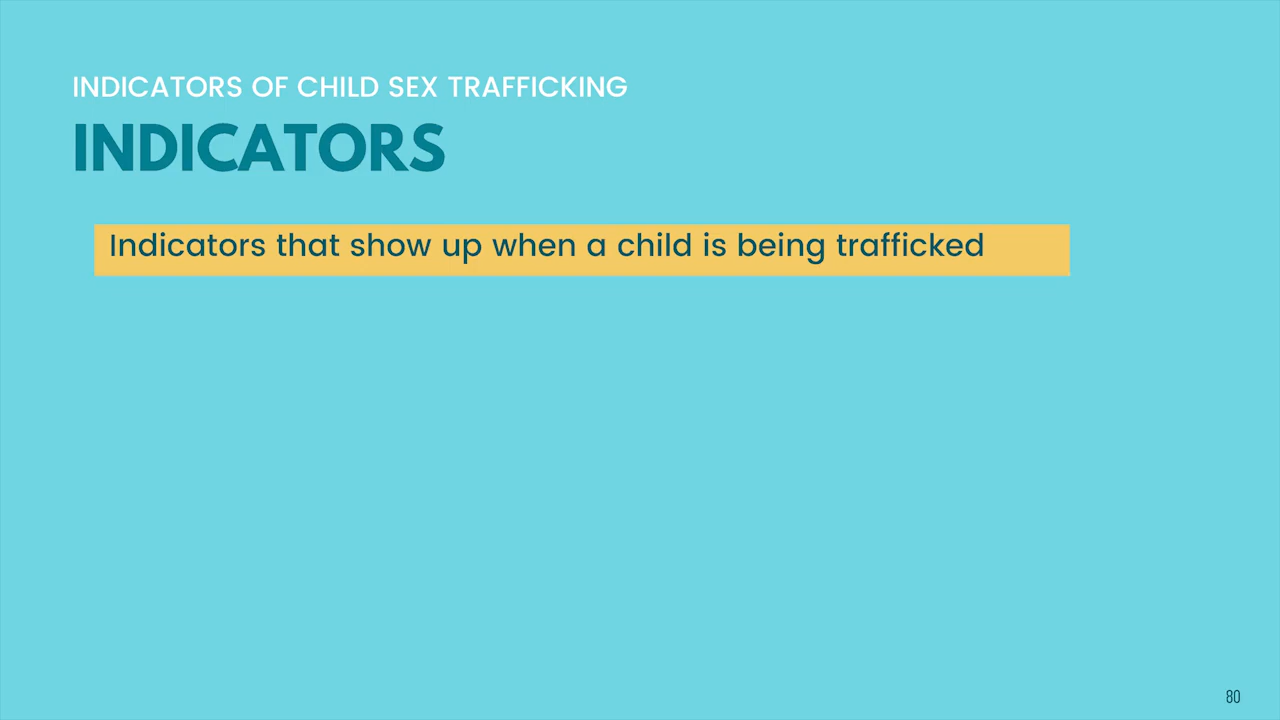 INDICATORS OF CHILD SEX TRAFFICKING
INDICATORS
Indicators that show up when a child is being trafficked
80